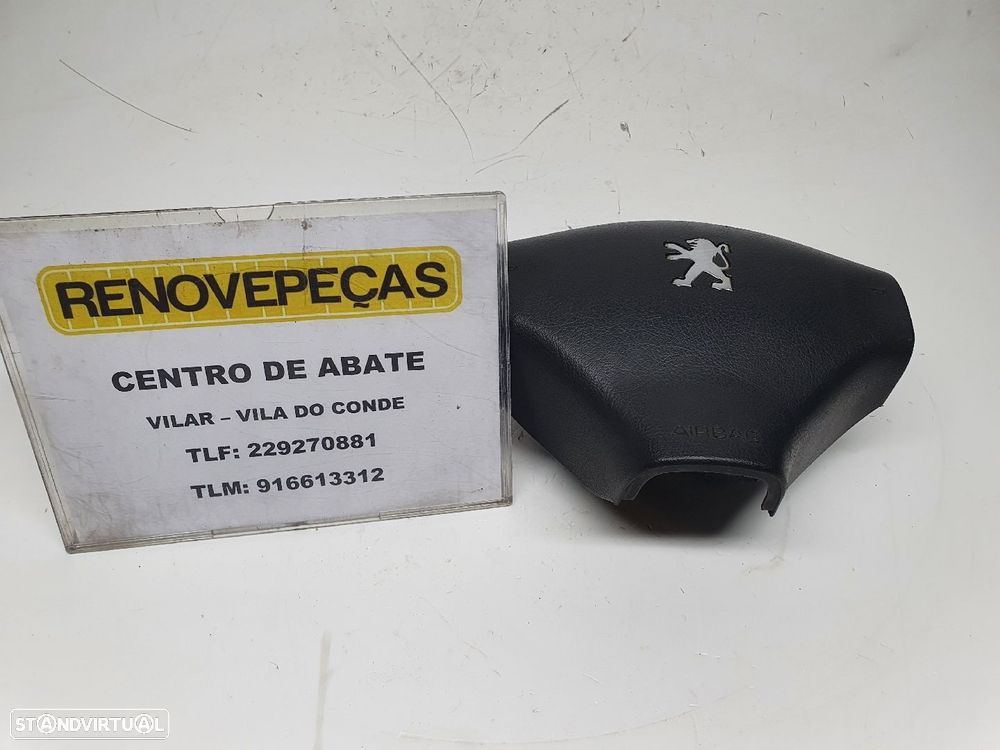 RENOVEPEÇAS
CENTRO DE ABATE
VILAR – VILA DO CONDE
TLF: 229270881
TLM: 916613312
AIRBAG
STANDVIRTUAL